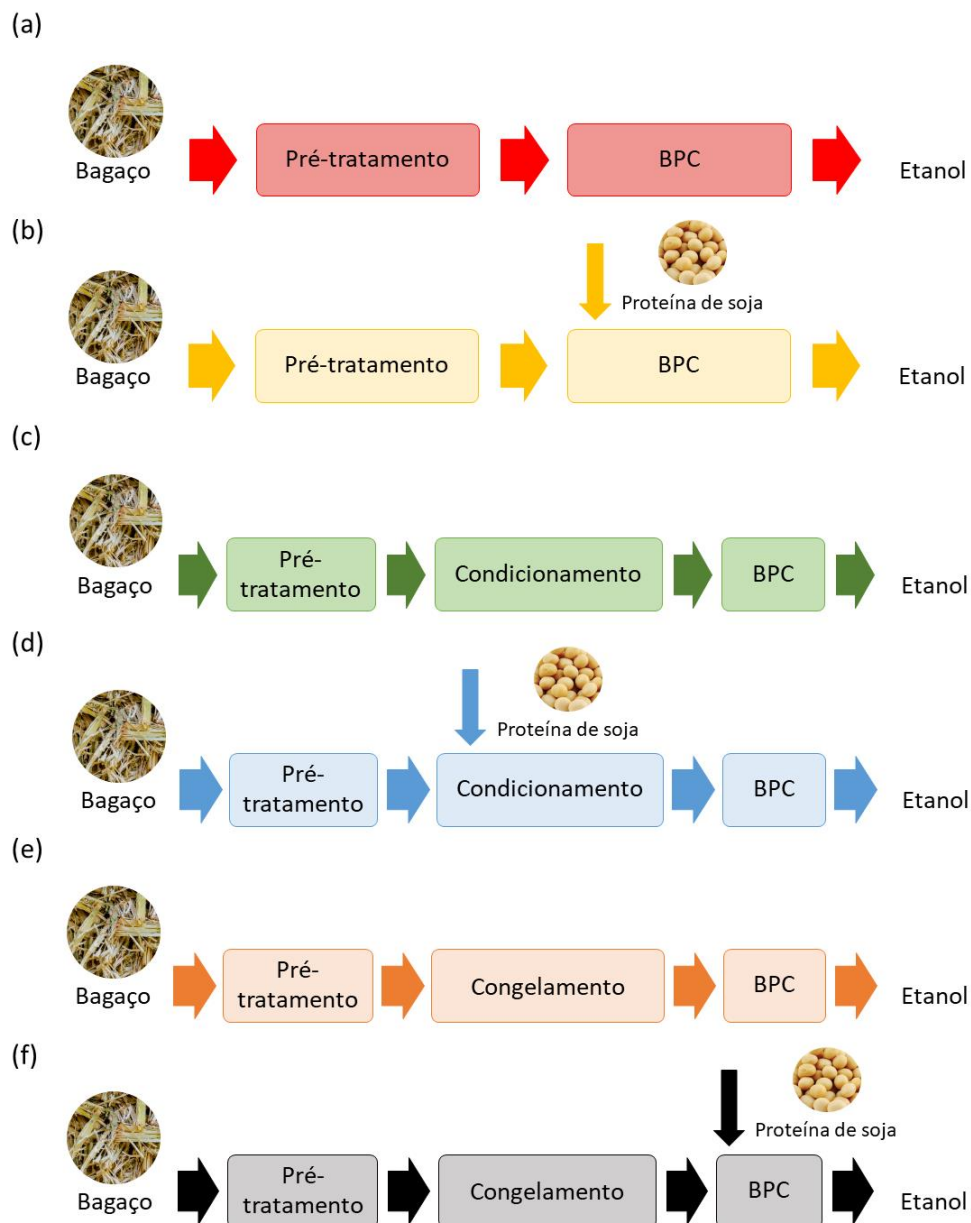 (a)
Bagaço
Pré-tratamento
BPC
Etanol
(b)
Proteína de soja
Bagaço
Pré-tratamento
BPC
Etanol
(c)
Bagaço
Pré-
tratamento
Condicionamento
BPC
Etanol
(d)
Proteína de soja
Bagaço
Pré-
tratamento
Condicionamento
BPC
Etanol
(e)
Bagaço
Pré-
tratamento
Congelamento
BPC
Etanol
(f)
Proteína de soja
Bagaço
Pré-
tratamento
Congelamento
BPC
Etanol